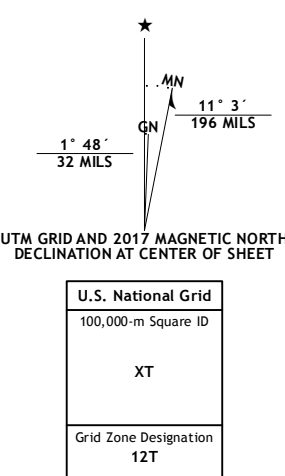 ★
MN
GN
11° 3´
196 MILS
1° 48´
32 MILS
UTM GRID AND 2017 MAGNETIC NORTH
DECLINATION AT CENTER OF SHEET
U.S. National Grid
100,000-m Square ID
XT
Grid Zone Designation
12T